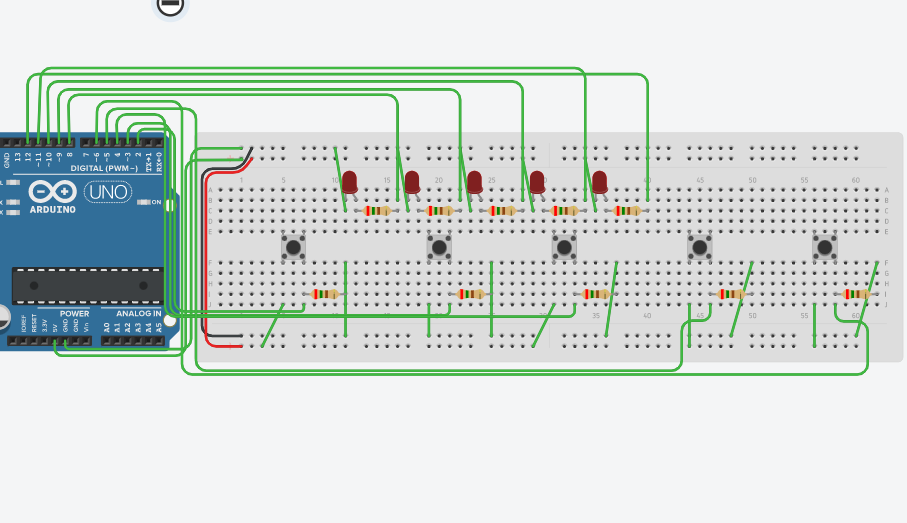 GND 13 12 ~11 ~10 ~9 8 7 ~6 ~5 4 ~3 2 TX→1 RX←0
DIGITAL (PWM~)
UNO
ON
ARDUINO
POWER ANALOG IN
IOREF RESET 3.3V 5V GND GND Vin A0 A1 A2 A3 A4 A5
1 5 10 15 20 25 30 35 40 45 50 55 60
A A
B B
C C
D D
E E
F F
G G
H H
I I
J J
1 5 10 15 20 25 30 35 40 45 50 55 60